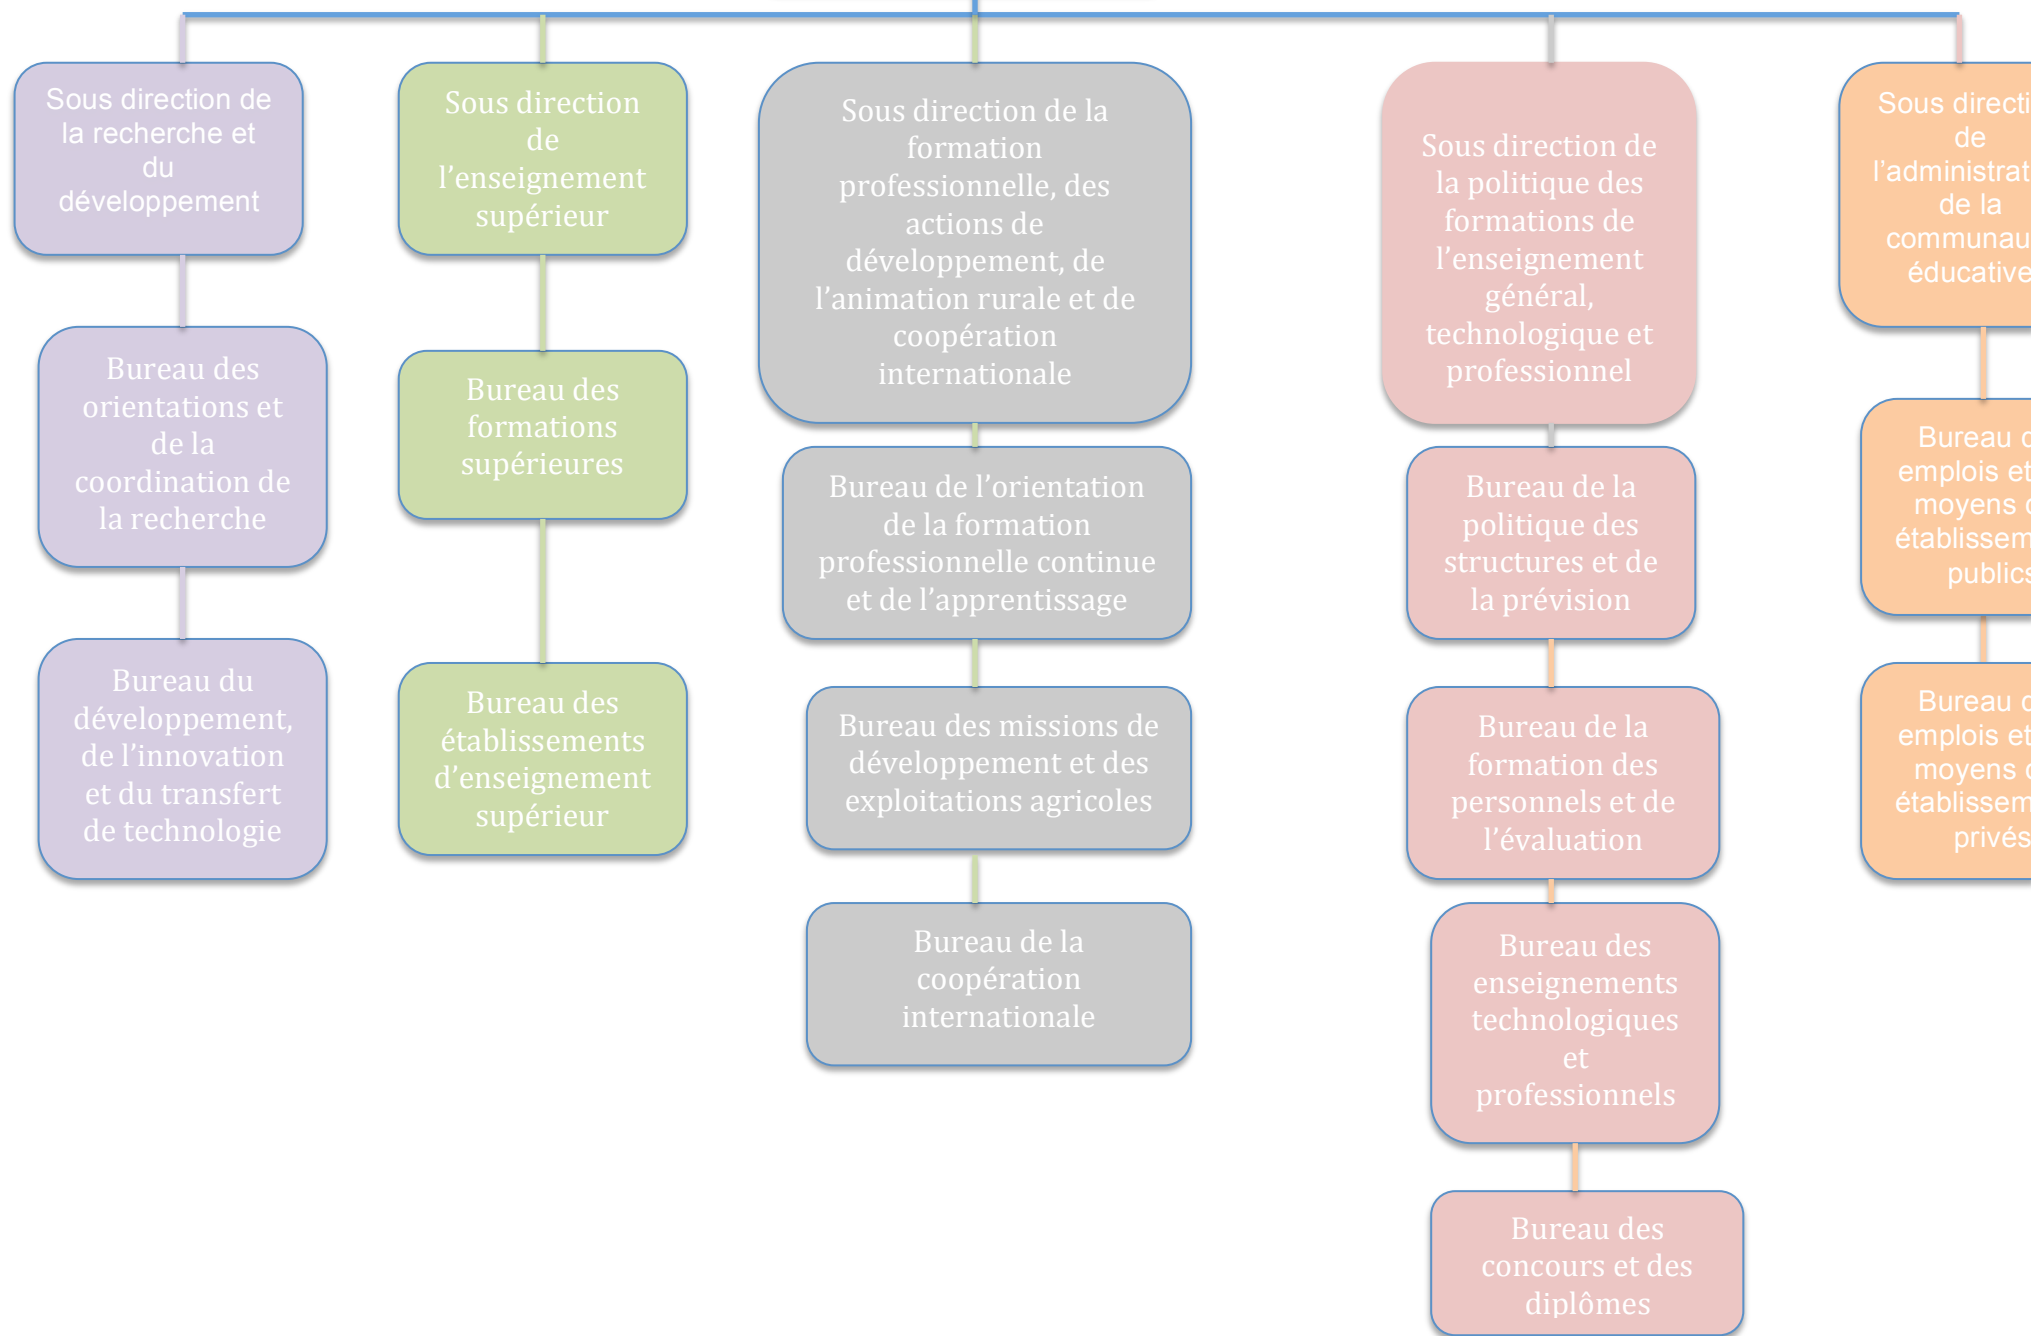 Sous direction de
la recherche et
du
développement
Bureau des
orientations et
de la
coordination de
la recherche
Bureau du
développement,
de l’innovation
et du transfert
de technologie
Sous direction
de
l’enseignement
supérieur
Bureau des
formations
supérieures
Bureau des
établissements
d’enseignement
supérieur
Sous direction de la
formation
professionnelle, des
actions de
développement, de
l’animation rurale et de
coopération
internationale
Bureau de l’orientation
de la formation
professionnelle continue
et de l’apprentissage
Bureau des missions de
développement et des
exploitations agricoles
Bureau de la
coopération
internationale
Sous direction de
la politique des
formations de
l’enseignement
général,
technologique et
professionnel
Bureau de la
politique des
structures et de
la prévision
Bureau de la
formation des
personnels et de
l’évaluation
Bureau des
enseignements
technologiques
et
professionnels
Bureau des
concours et des
diplômes
Sous
de
de la
éducative
Bureau
emplois et
moyens
publics
Bureau
emplois et
moyens
privés